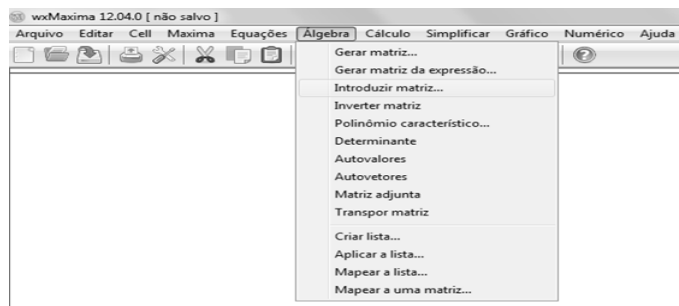 wxMaxima 12.04.0 [ não salvo ]
Arquivo Editar Cell Maxima Equações Álgebra Cálculo Simplificar Gráfico Numérico Ajuda
Gerar matriz...
Gerar matriz da expressão...
Introduzir matriz...
Inverter matriz
Polinômio característico...
Determinante
Autovalores
Autovetores
Matriz adjunta
Transpor matriz
Criar lista...
Aplicar a lista...
Mapear a lista...
Mapear a uma matriz...